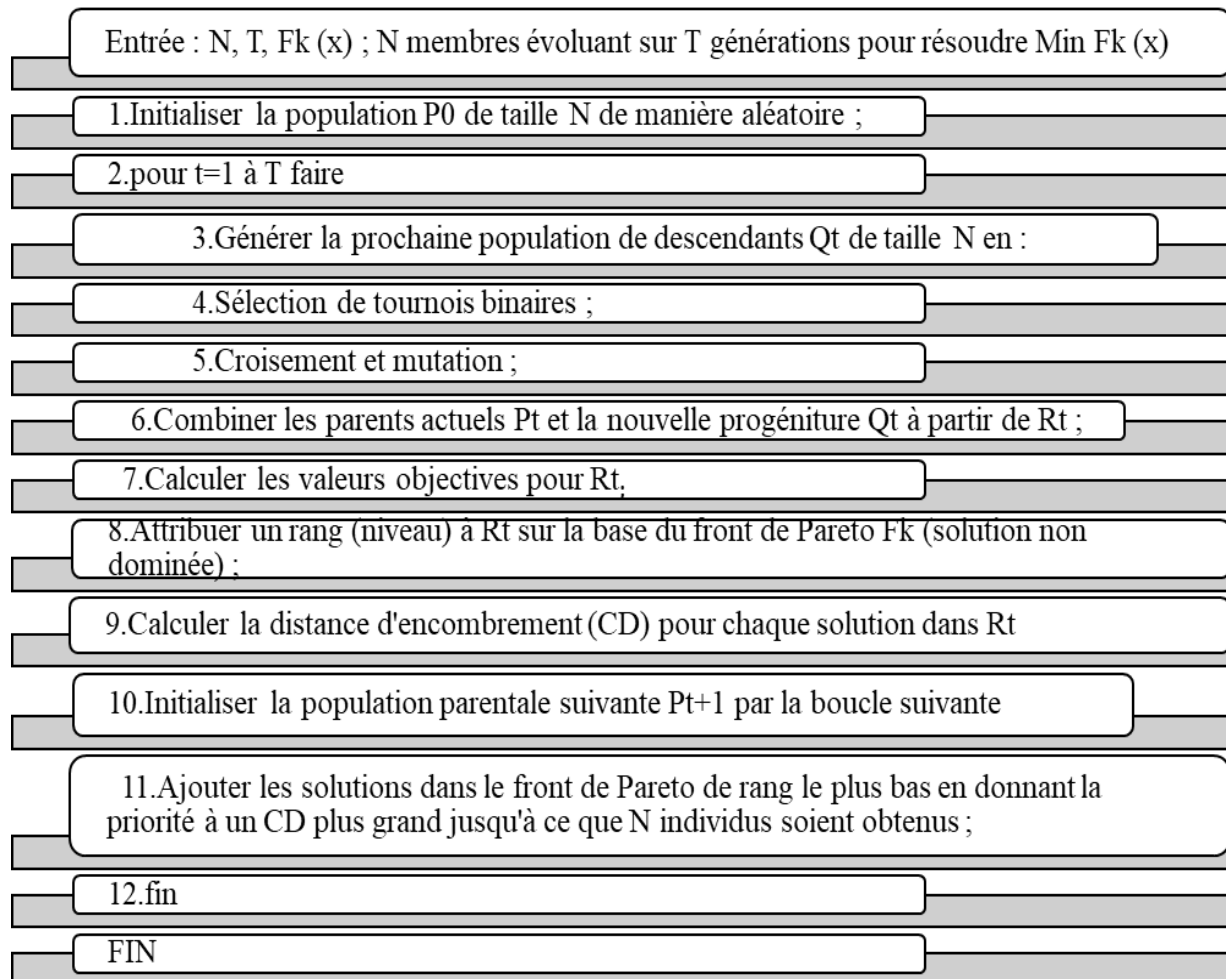 Entrée : N, T, Fk (x) ; N membres évoluant sur T générations pour résoudre Min Fk (x)
1.Initialiser la population P0 de taille N de manière aléatoire ;
2.pour t=1 à T faire
3.Générer la prochaine population de descendants Qt de taille N en :
4.Sélection de tournois binaires ;
5.Croisement et mutation ;
6.Combiner les parents actuels Pt et la nouvelle progéniture Qt à partir de Rt ;
7.Calculer les valeurs objectives pour Rt;
8.Attribuer un rang (niveau) à Rt sur la base du front de Pareto Fk (solution non
dominée) ;
9.Calculer la distance d'encombrement (CD) pour chaque solution dans Rt
10.Initialiser la population parentale suivante Pt+1 par la boucle suivante
11.Ajouter les solutions dans le front de Pareto de rang le plus bas en donnant la
priorité à un CD plus grand jusqu'à ce que N individus soient obtenus ;
12.fin
FIN